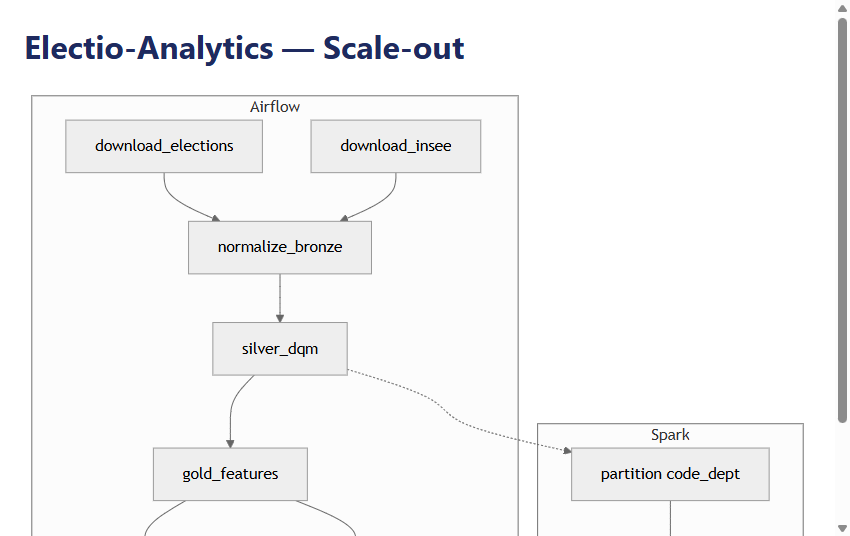 Electio-Analytics — Scale-out
Airflow
download_elections
download_insee
normalize_bronze
silver_dqm
Spark
gold_features
partition code_dept